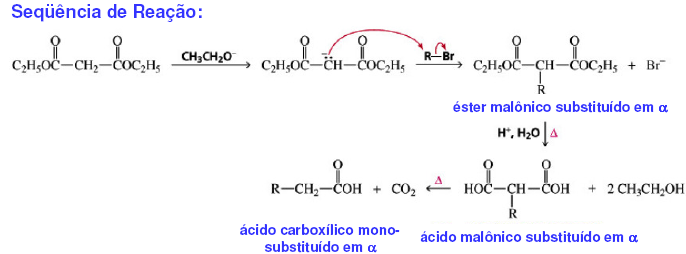 Seqüência de Reação:
O O CH₃CH₂O⁻ O O R—Br O O
C₂H₅OC—CH₂—COC₂H₅ C₂H₅OC—C̈H—COC₂H₅ C₂H₅OC—CH—COC₂H₅ + Br⁻
R
éster malônico substituído em α
H⁺, H₂O Δ
O O O
R—CH₂—COH + CO₂ Δ HOC—CH—COH + 2 CH₃CH₂OH
R
ácido carboxílico mono-
substituído em α
ácido malônico substituído em α